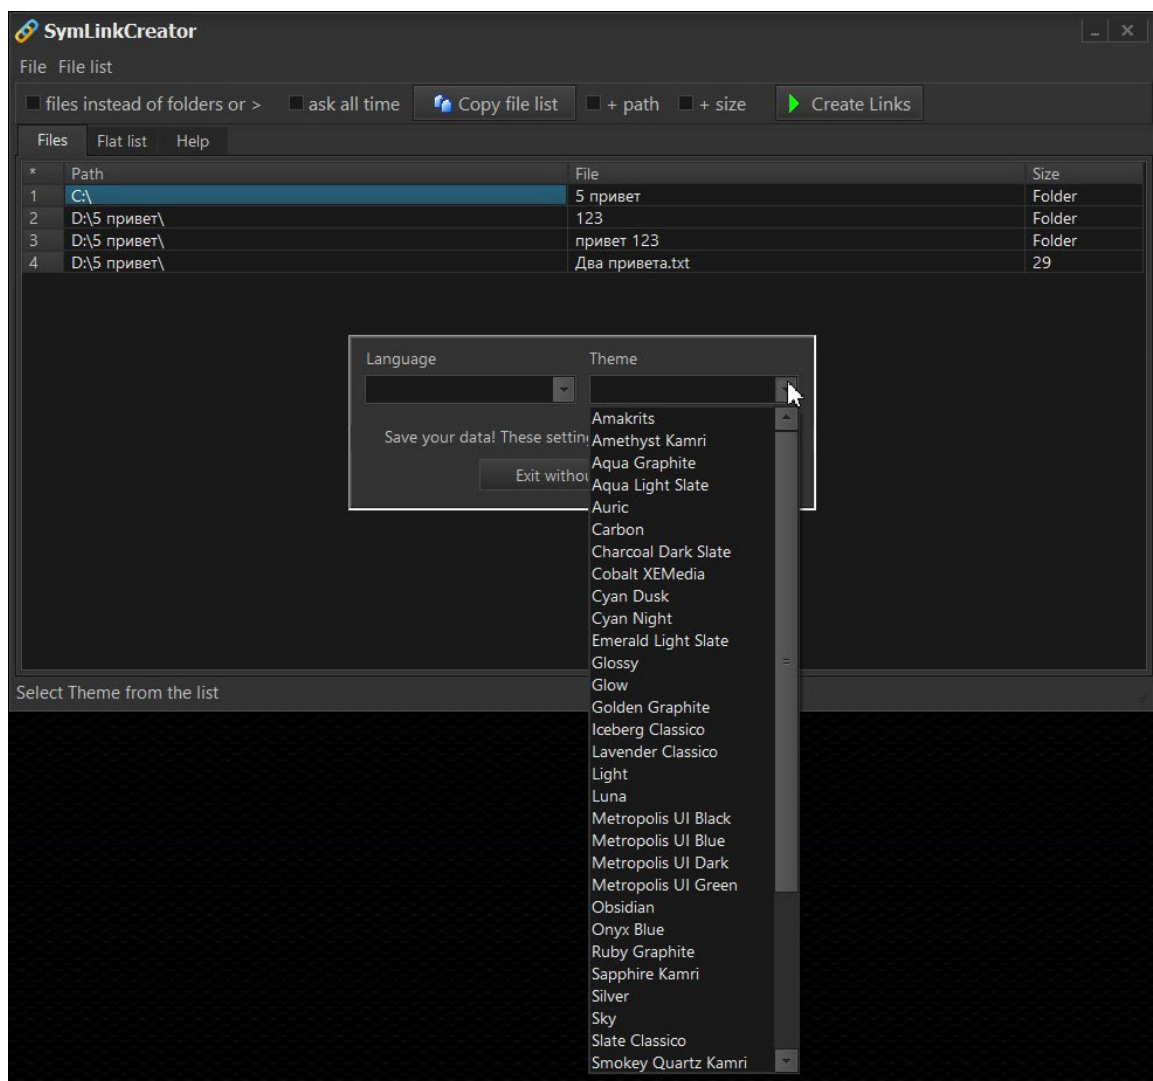 SymLinkCreator
File File list
files instead of folders or > ask all time Copy file list + path + size Create Links
Files Flat list Help
* Path File Size
1 C:\ 5 привет Folder
2 D:\5 привет\ 123 Folder
3 D:\5 привет\ привет 123 Folder
4 D:\5 привет\ Два привета.txt 29
Language Theme
Save your data! These
Exit
Amakrits
Amethyst Kamri
Aqua Graphite
Aqua Light Slate
Auric
Carbon
Charcoal Dark Slate
Cobalt XEMedia
Cyan Dusk
Cyan Night
Emerald Light Slate
Glossy
Glow
Golden Graphite
Iceberg Classico
Lavender Classico
Light
Luna
Metropolis UI Black
Metropolis UI Blue
Metropolis UI Dark
Metropolis UI Green
Obsidian
Onyx Blue
Ruby Graphite
Sapphire Kamri
Silver
Sky
Slate Classico
Smokey Quartz Kamri
Select Theme from the list